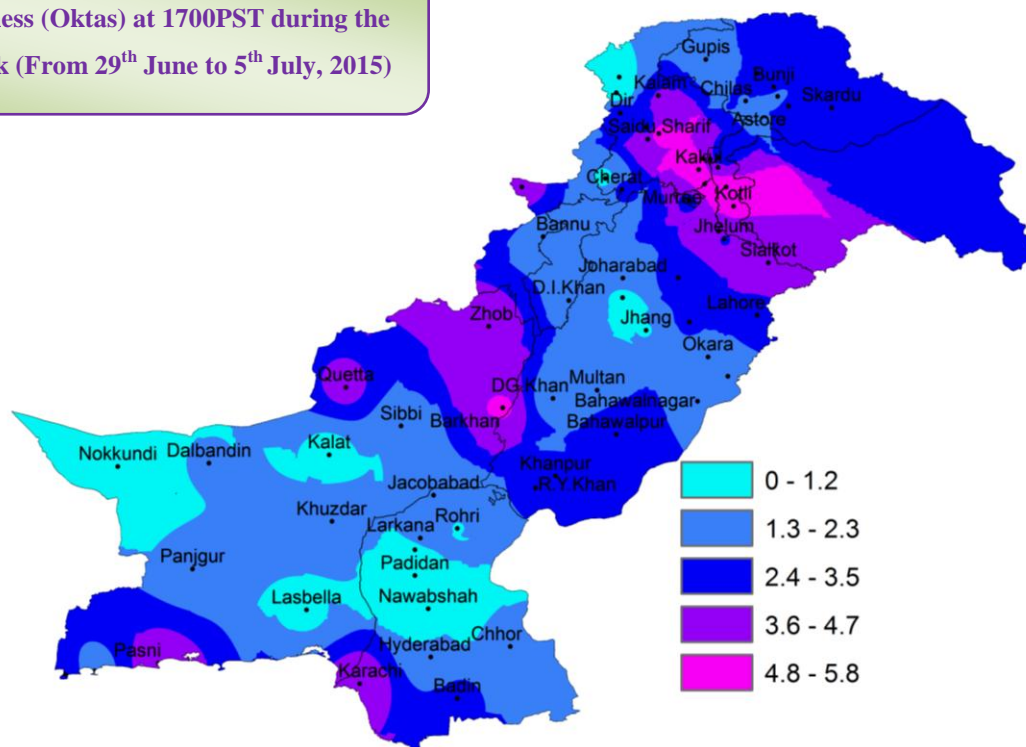 ness (Oktas) at 1700PST during the
k (From 29th June to 5th July, 2015)
Gupis
Bunji
Kalam
Chilas
Skardu
Dir
Astore
Saidu Sharif
Kakul
Cherat
Murree
Kotli
Bannu
Jhelum
Sialkot
Joharabad
D.I.Khan
Lahore
Zhob
Jhang
Okara
Quetta
DG.Khan
Multan
Bahawalnagar
Sibbi
Barkhan
Bahawalpur
Kalat
Nokkundi
Dalbandin
Khanpur
R.Y.Khan
Jacobabad
Khuzdar
Larkana
Rohri
Panjgur
Padidan
Lasbella
Nawabshah
Chhor
Pasni
Hyderabad
Karachi
Badin
0 - 1.2
1.3 - 2.3
2.4 - 3.5
3.6 - 4.7
4.8 - 5.8